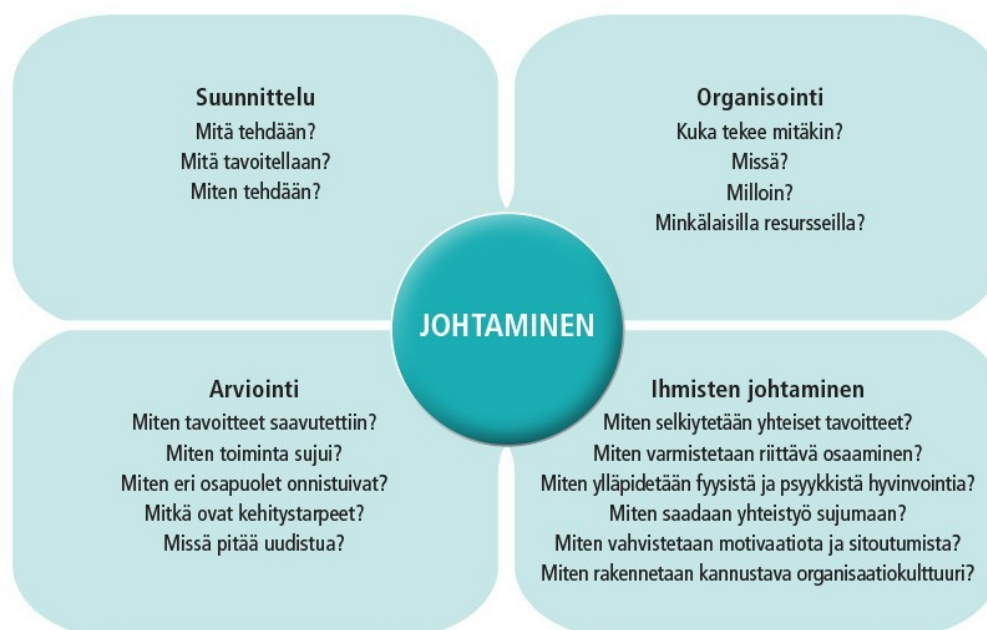 Suunnittelu
Mitä tehdään?
Mitä tavoitellaan?
Miten tehdään?
Organisointi
Kuka tekee mitäkin?
Missä?
Milloin?
Minkälaisilla resursseilla?
JOHTAMINEN
Arviointi
Miten tavoitteet saavutettiin?
Miten toiminta sujui?
Miten eri osapuolet onnistuivat?
Mitkä ovat kehitystarpeet?
Missä pitää uudistua?
Ihmisten johtaminen
Miten selkiytetään yhteiset tavoitteet?
Miten varmistetaan riittävä osaaminen?
Miten ylläpidetään fyysistä ja psyykkistä hyvinvointia?
Miten saadaan yhteistyö sujumaan?
Miten vahvistetaan motivaatiota ja sitoutumista?
Miten rakennetaan kannustava organisaatiokulttuuri?